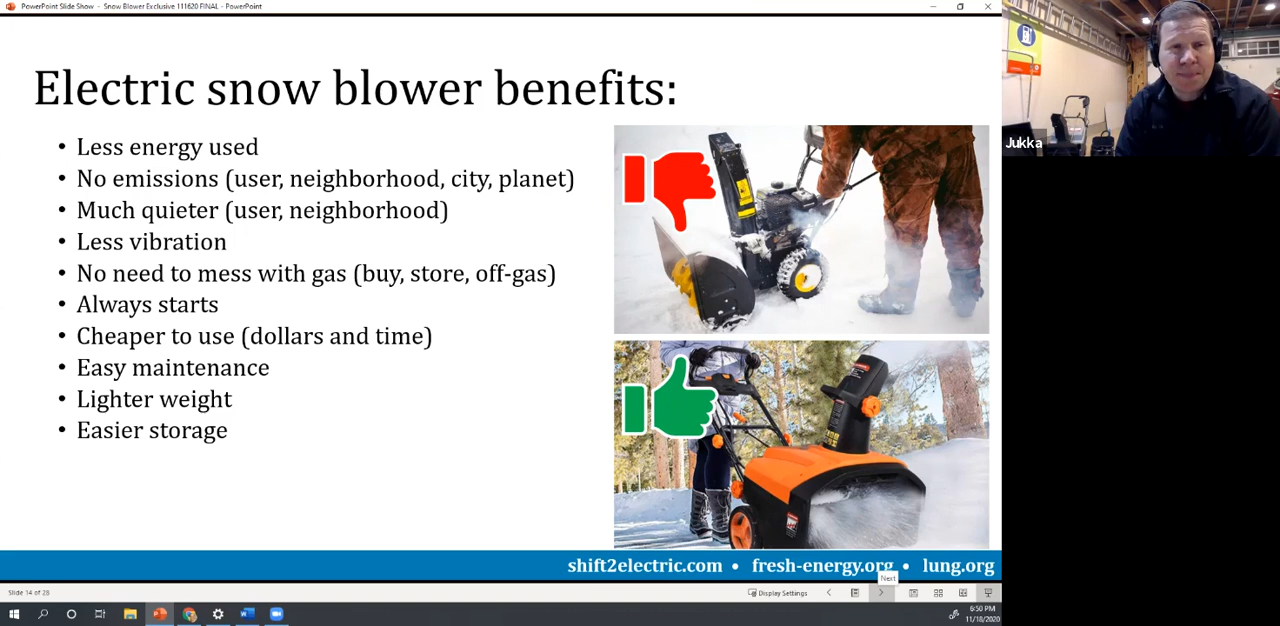 PowerPoint Slide Show - Snow Blower Exclusive 111620 FINAL - PowerPoint
Electric snow blower benefits:
• Less energy used
• No emissions (user, neighborhood, city, planet)
• Much quieter (user, neighborhood)
• Less vibration
• No need to mess with gas (buy, store, off-gas)
• Always starts
• Cheaper to use (dollars and time)
• Easy maintenance
• Lighter weight
• Easier storage
Jukka
shift2electric.com • fresh-energy.org • lung.org
Next
Slide 14 of 28
Display Settings
6:50 PM
11/18/2020